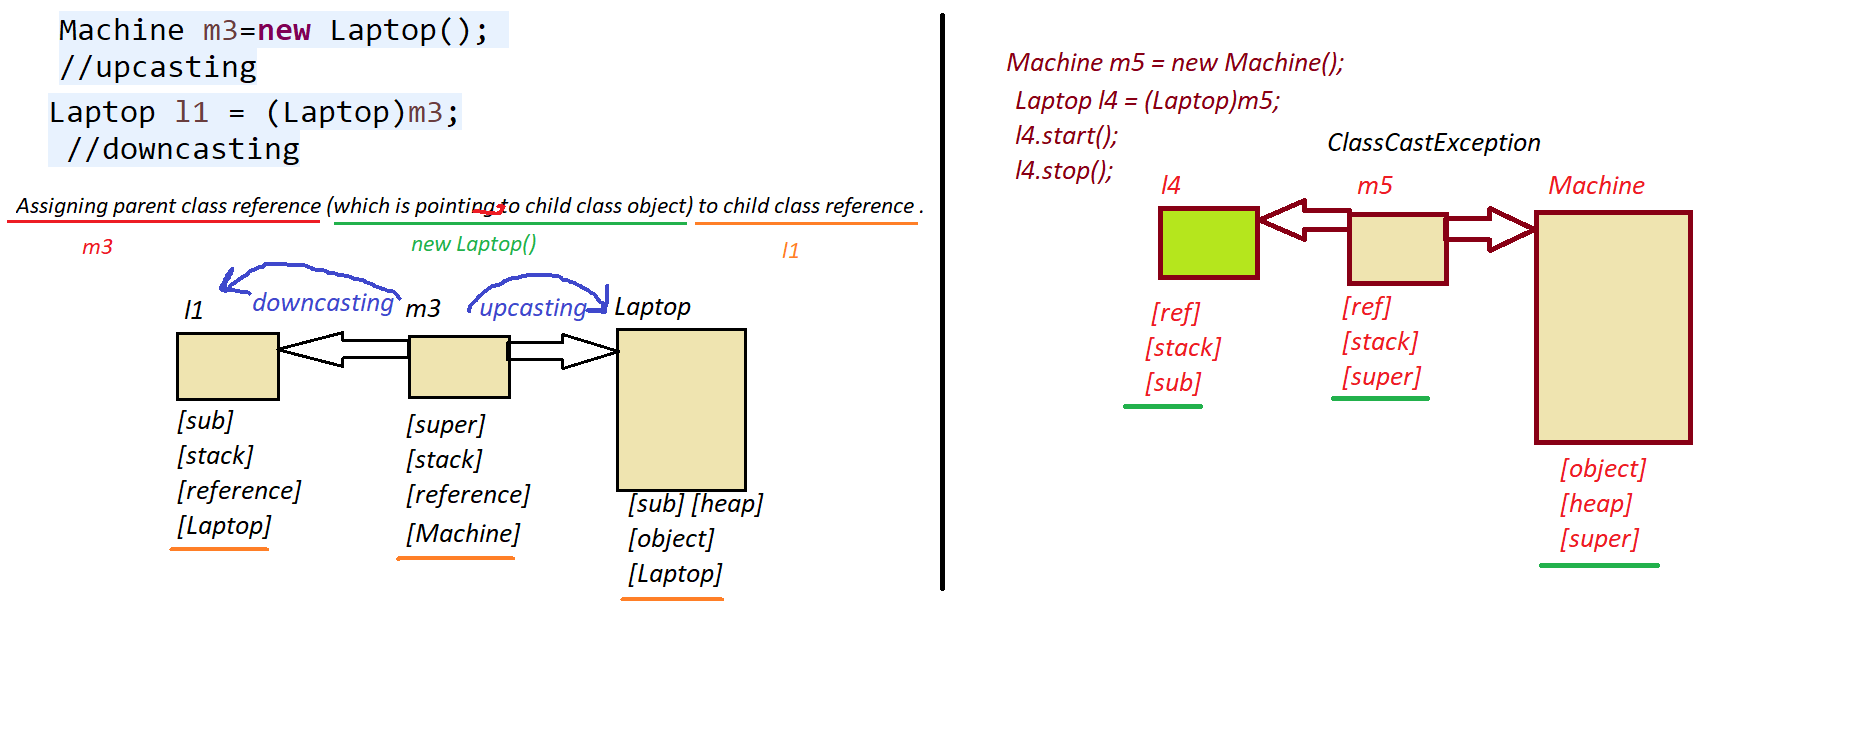 Machine m3=new Laptop();
//upcasting
Laptop l1 = (Laptop)m3;
//downcasting
Assigning parent class reference (which is pointing to child class object) to child class reference .
m3 new Laptop() l1
downcasting upcasting
l1 m3 Laptop
[sub]
[stack]
[reference]
[Laptop]
[super]
[stack]
[reference]
[Machine]
[sub] [heap]
[object]
[Laptop]
Machine m5 = new Machine();
Laptop l4 = (Laptop)m5;
l4.start();
l4.stop();
ClassCastException
l4 m5 Machine
[ref]
[stack]
[sub]
[ref]
[stack]
[super]
[object]
[heap]
[super]